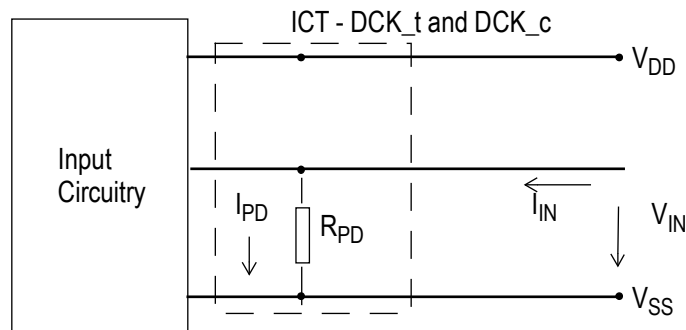 ICT - DCK_t and DCK_c
VDD
Input
Circuitry
IPD
RPD
IIN
VIN
VSS